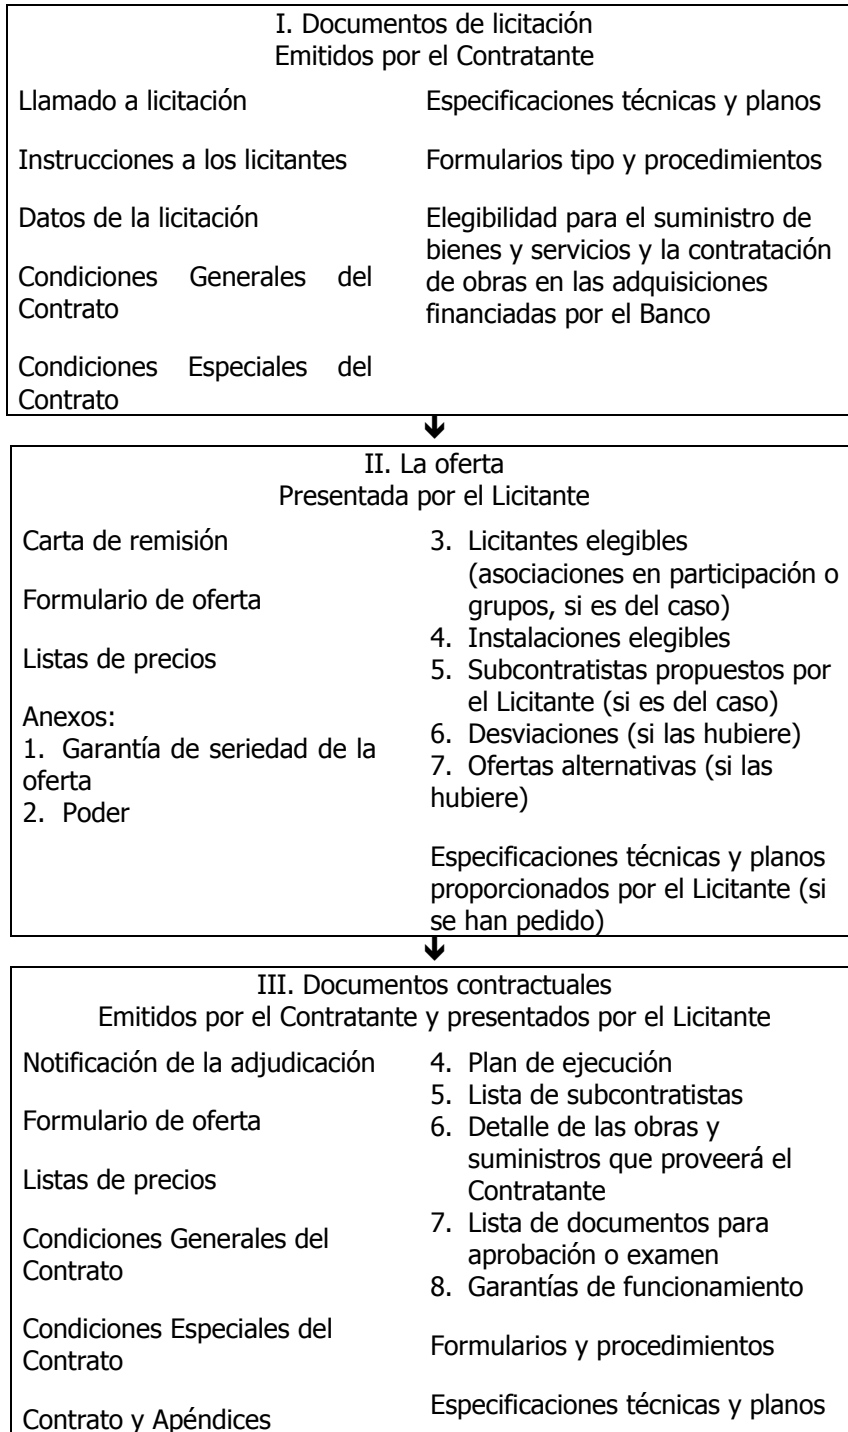 I. Documentos de licitación
Emitidos por el Contratante
Llamado a licitación
Instrucciones a los licitantes
Datos de la licitación
Condiciones Generales del
Contrato
Condiciones Especiales del
Contrato
Especificaciones técnicas y planos
Formularios tipo y procedimientos
Elegibilidad para el suministro de
bienes y servicios y la contratación
de obras en las adquisiciones
financiadas por el Banco
II. La oferta
Presentada por el Licitante
Carta de remisión
Formulario de oferta
Listas de precios
Anexos:
1. Garantía de seriedad de la
oferta
2. Poder
3. Licitantes elegibles
(asociaciones en participación o
grupos, si es del caso)
4. Instalaciones elegibles
5. Subcontratistas propuestos por
el Licitante (si es del caso)
6. Desviaciones (si las hubiere)
7. Ofertas alternativas (si las
hubiere)
Especificaciones técnicas y planos
proporcionados por el Licitante (si
se han pedido)
III. Documentos contractuales
Emitidos por el Contratante y presentados por el Licitante
Notificación de la adjudicación
Formulario de oferta
Listas de precios
Condiciones Generales del
Contrato
Condiciones Especiales del
Contrato
Contrato y Apéndices
4. Plan de ejecución
5. Lista de subcontratistas
6. Detalle de las obras y
suministros que proveerá el
Contratante
7. Lista de documentos para
aprobación o examen
8. Garantías de funcionamiento
Formularios y procedimientos
Especificaciones técnicas y planos